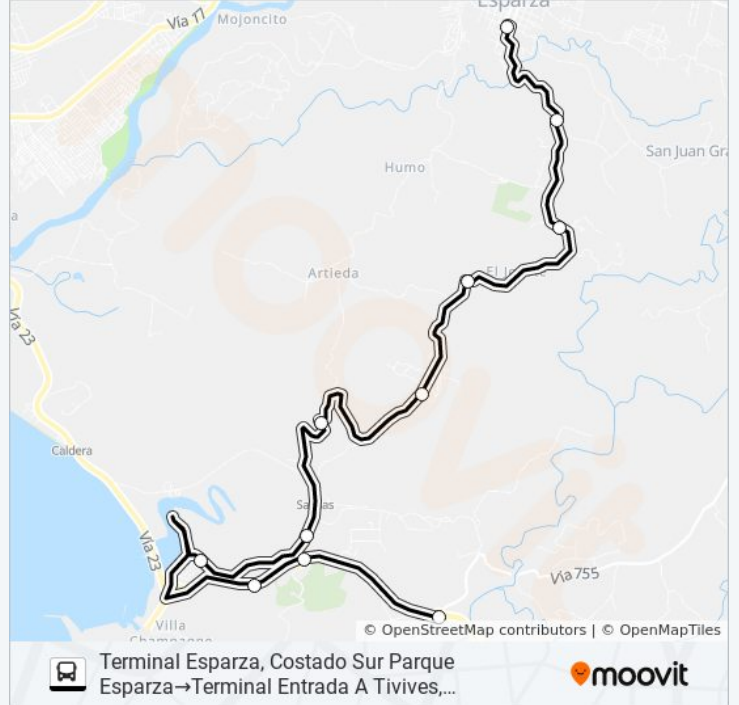 Esparza
Mojoncito
Vía 17
San Juan Gra
Humo
a
Artieda
Vía 23
moovit
Caldera
Vía 23
Vía 755
Villa
© OpenStreetMap contributors | © OpenMapTiles
Terminal Esparza, Costado Sur Parque
Esparza→Terminal Entrada A Tivives,...
moovit